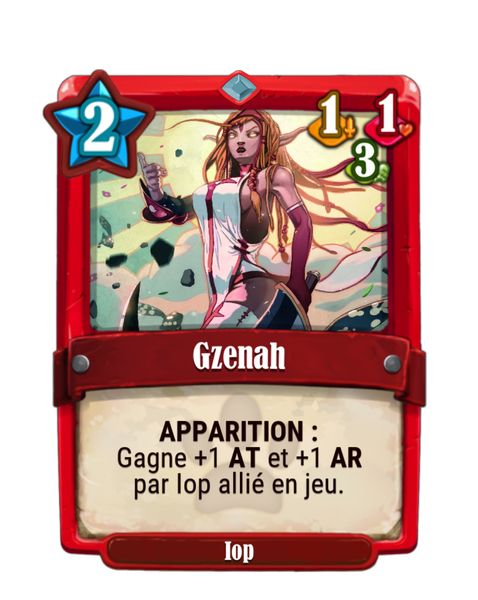 2
1
1
3
Gzenah
APPARITION :
Gagne +1 AT et +1 AR
par Iop allié en jeu.
Iop